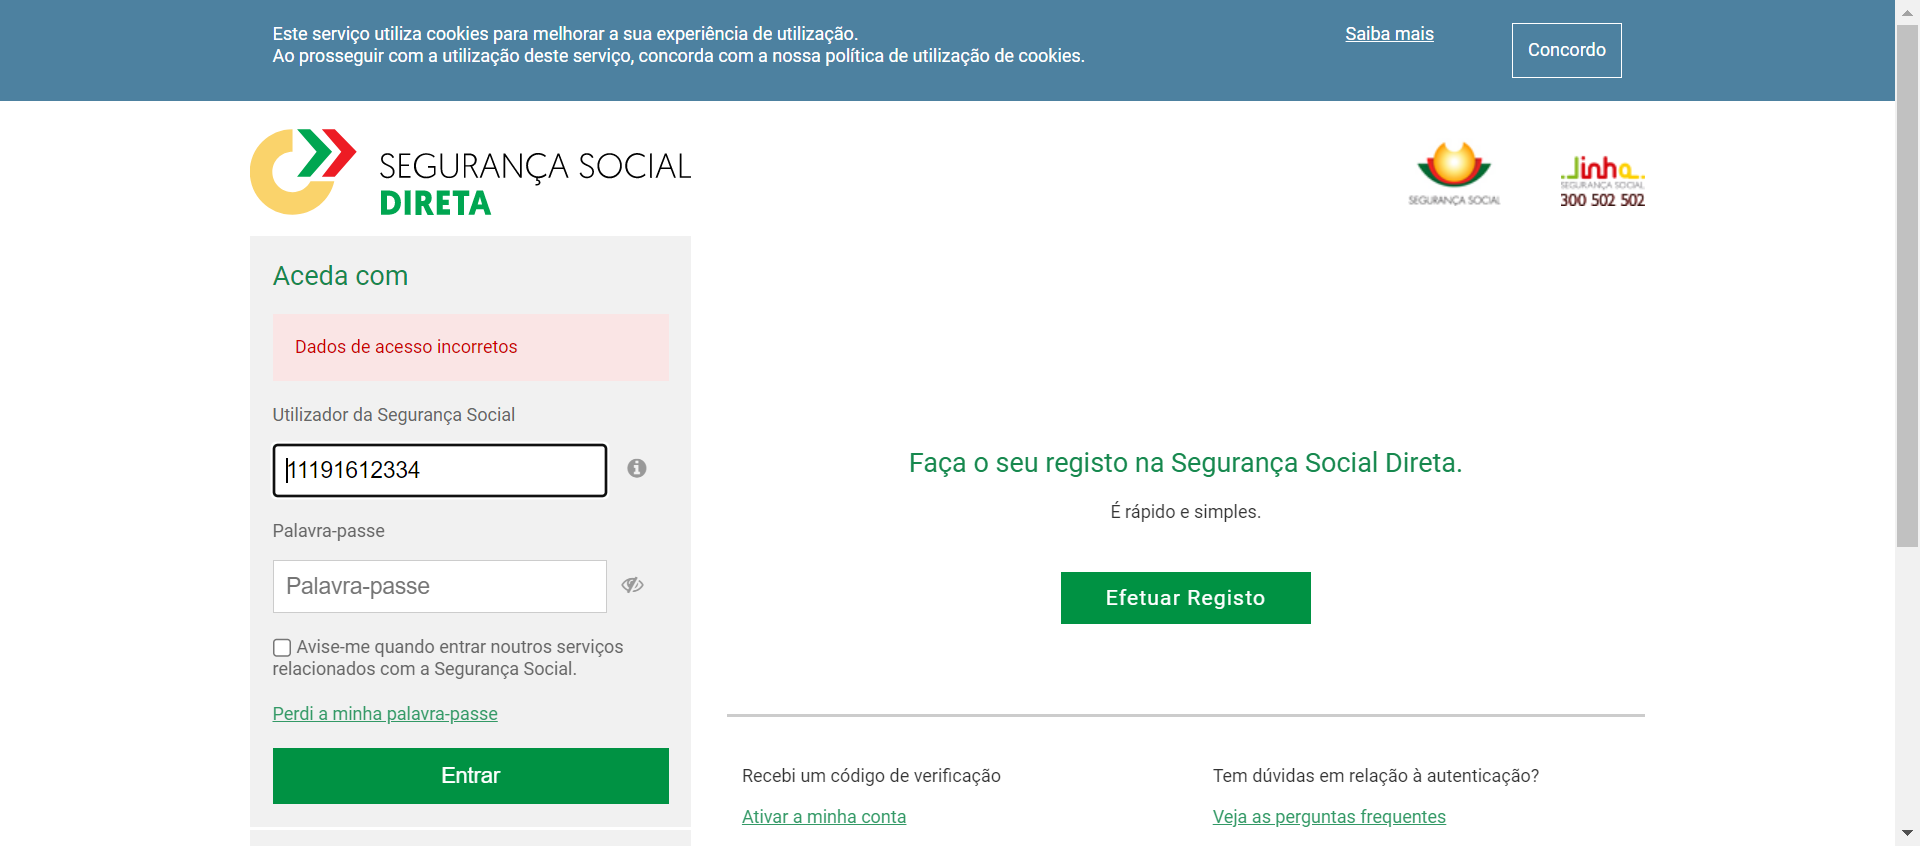 Este serviço utiliza cookies para melhorar a sua experiência de utilização.
Ao prosseguir com a utilização deste serviço, concorda com a nossa política de utilização de cookies.
Saiba mais
Concordo
SEGURANÇA SOCIAL
DIRETA
SEGURANÇA SOCIAL
Linha
SEGURANÇA SOCIAL
300 502 502
Aceda com
Dados de acesso incorretos
Utilizador da Segurança Social
11191612334
Palavra-passe
Palavra-passe
Avise-me quando entrar noutros serviços
relacionados com a Segurança Social.
Perdi a minha palavra-passe
Entrar
Faça o seu registo na Segurança Social Direta.
É rápido e simples.
Efetuar Registo
Recebi um código de verificação
Ativar a minha conta
Tem dúvidas em relação à autenticação?
Veja as perguntas frequentes